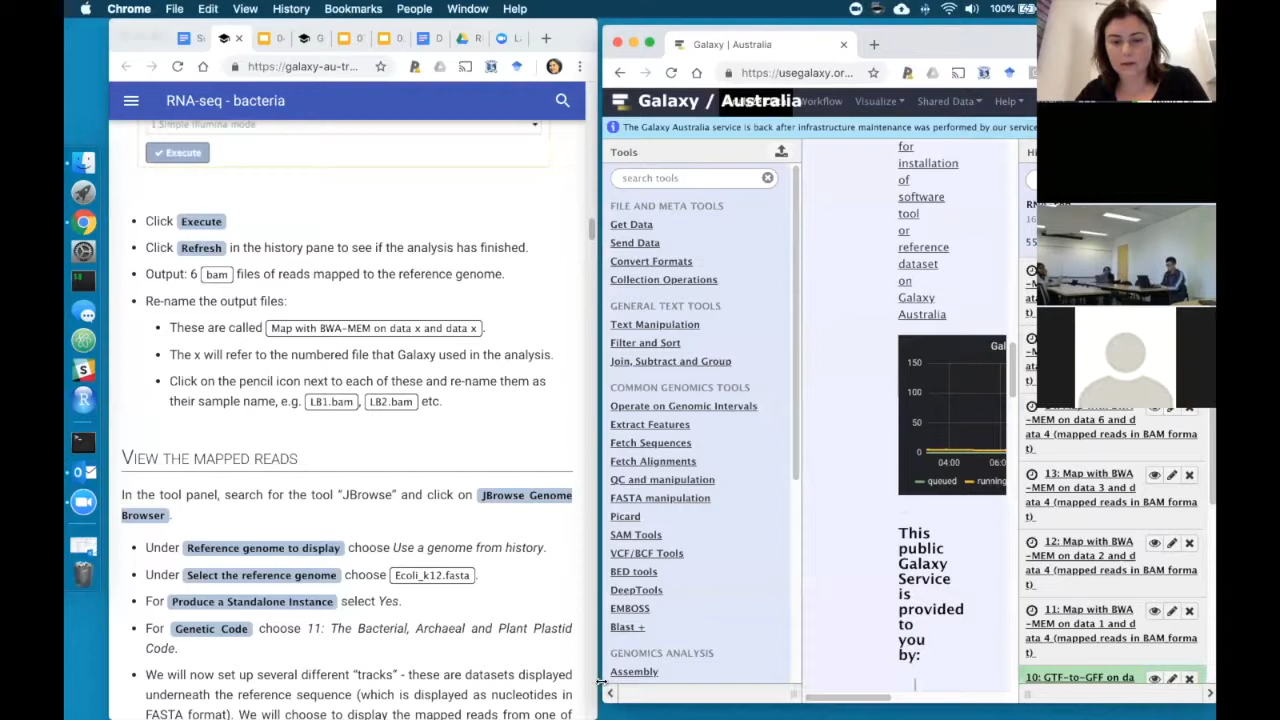 Chrome File Edit View History Bookmarks People Window Help 100%
https://galaxy-au-tr...
RNA-seq - bacteria
1.Simple Illumina mode
Execute
Click Execute
Click Refresh in the history pane to see if the analysis has finished.
Output: 6 bam files of reads mapped to the reference genome.
Re-name the output files:
These are called Map with BWA-MEM on data x and data x.
The x will refer to the numbered file that Galaxy used in the analysis.
Click on the pencil icon next to each of these and re-name them as
their sample name, e.g. LB1.bam, LB2.bam etc.
VIEW THE MAPPED READS
In the tool panel, search for the tool “JBrowse” and click on JBrowse Genome
Browser.
Under Reference genome to display choose Use a genome from history.
Under Select the reference genome choose Ecoli_k12.fasta.
For Produce a Standalone Instance select Yes.
For Genetic Code choose 11: The Bacterial, Archaeal and Plant Plastid
Code.
We will now set up several different “tracks” - these are datasets displayed
underneath the reference sequence (which is displayed as nucleotides in
FASTA format). We will choose to display the mapped reads from one of
Galaxy | Australia
https://usegalaxy.or...
Galaxy / Australia Workflow Visualize Shared Data Help
The Galaxy Australia service is back after infrastructure maintenance was performed by our service
Tools
search tools
FILE AND META TOOLS
Get Data
Send Data
Convert Formats
Collection Operations
GENERAL TEXT TOOLS
Text Manipulation
Filter and Sort
Join, Subtract and Group
COMMON GENOMICS TOOLS
Operate on Genomic Intervals
Extract Features
Fetch Sequences
Fetch Alignments
QC and manipulation
FASTA manipulation
Picard
SAM Tools
VCF/BCF Tools
BED tools
DeepTools
EMBOSS
Blast +
GENOMICS ANALYSIS
Assembly
for
installation
of
software
tool
or
reference
dataset
on
Galaxy
Australia
Gal
150
100
50
0
04:00 06:0
queued running
This
public
Galaxy
Service
is
provided
to
you
by:
Hi
55
-MEM on data 6 and d
ata 4 (mapped reads in BAM forma
t)
13: Map with BWA
-MEM on data 3 and d
ata 4 (mapped reads in BAM forma
t)
12: Map with BWA
-MEM on data 2 and d
ata 4 (mapped reads in BAM forma
t)
11: Map with BWA
-MEM on data 1 and d
ata 4 (mapped reads in BAM forma
t)
10: GTF-to-GFF on da